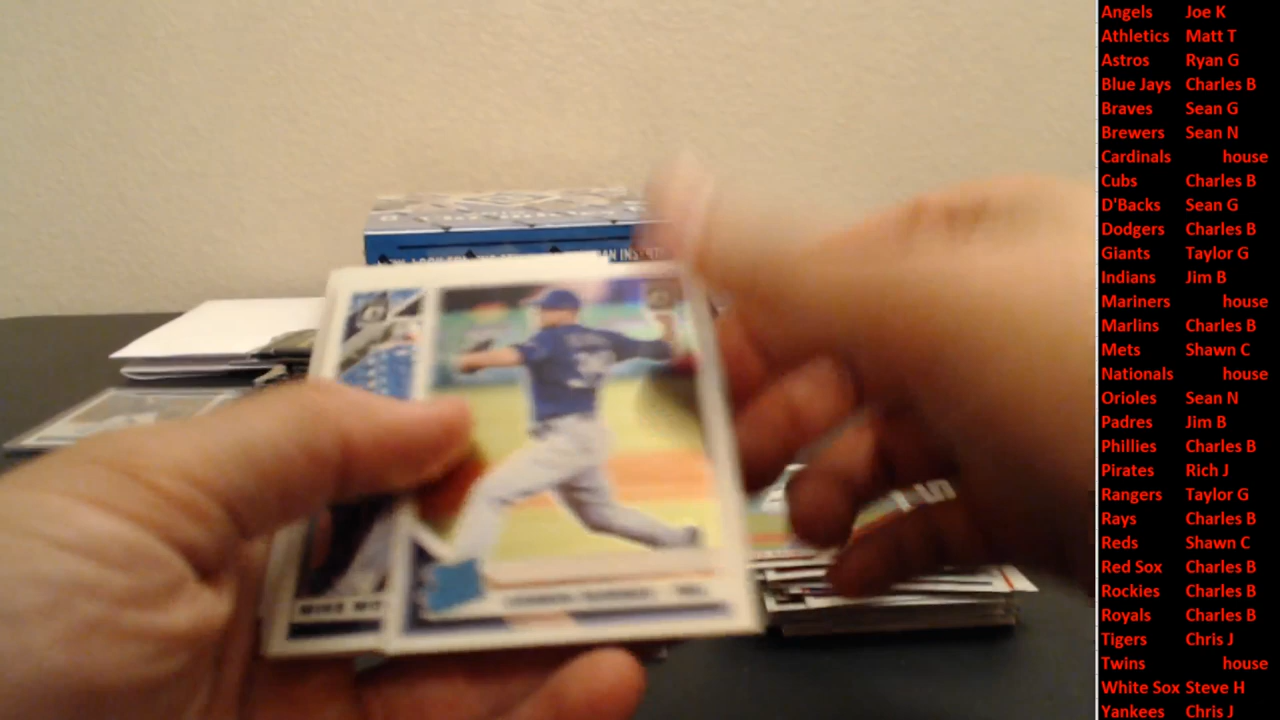 Angels Joe K
Athletics Matt T
Astros Ryan G
Blue Jays Charles B
Braves Sean G
Brewers Sean N
Cardinals house
Cubs Charles B
D'Backs Sean G
Dodgers Charles B
Giants Taylor G
Indians Jim B
Mariners house
Marlins Charles B
Mets Shawn C
Nationals house
Orioles Sean N
Padres Jim B
Phillies Charles B
Pirates Rich J
Rangers Taylor G
Rays Charles B
Reds Shawn C
Red Sox Charles B
Rockies Charles B
Royals Charles B
Tigers Chris J
Twins house
White Sox Steve H
Yankees Chris J
MIKE